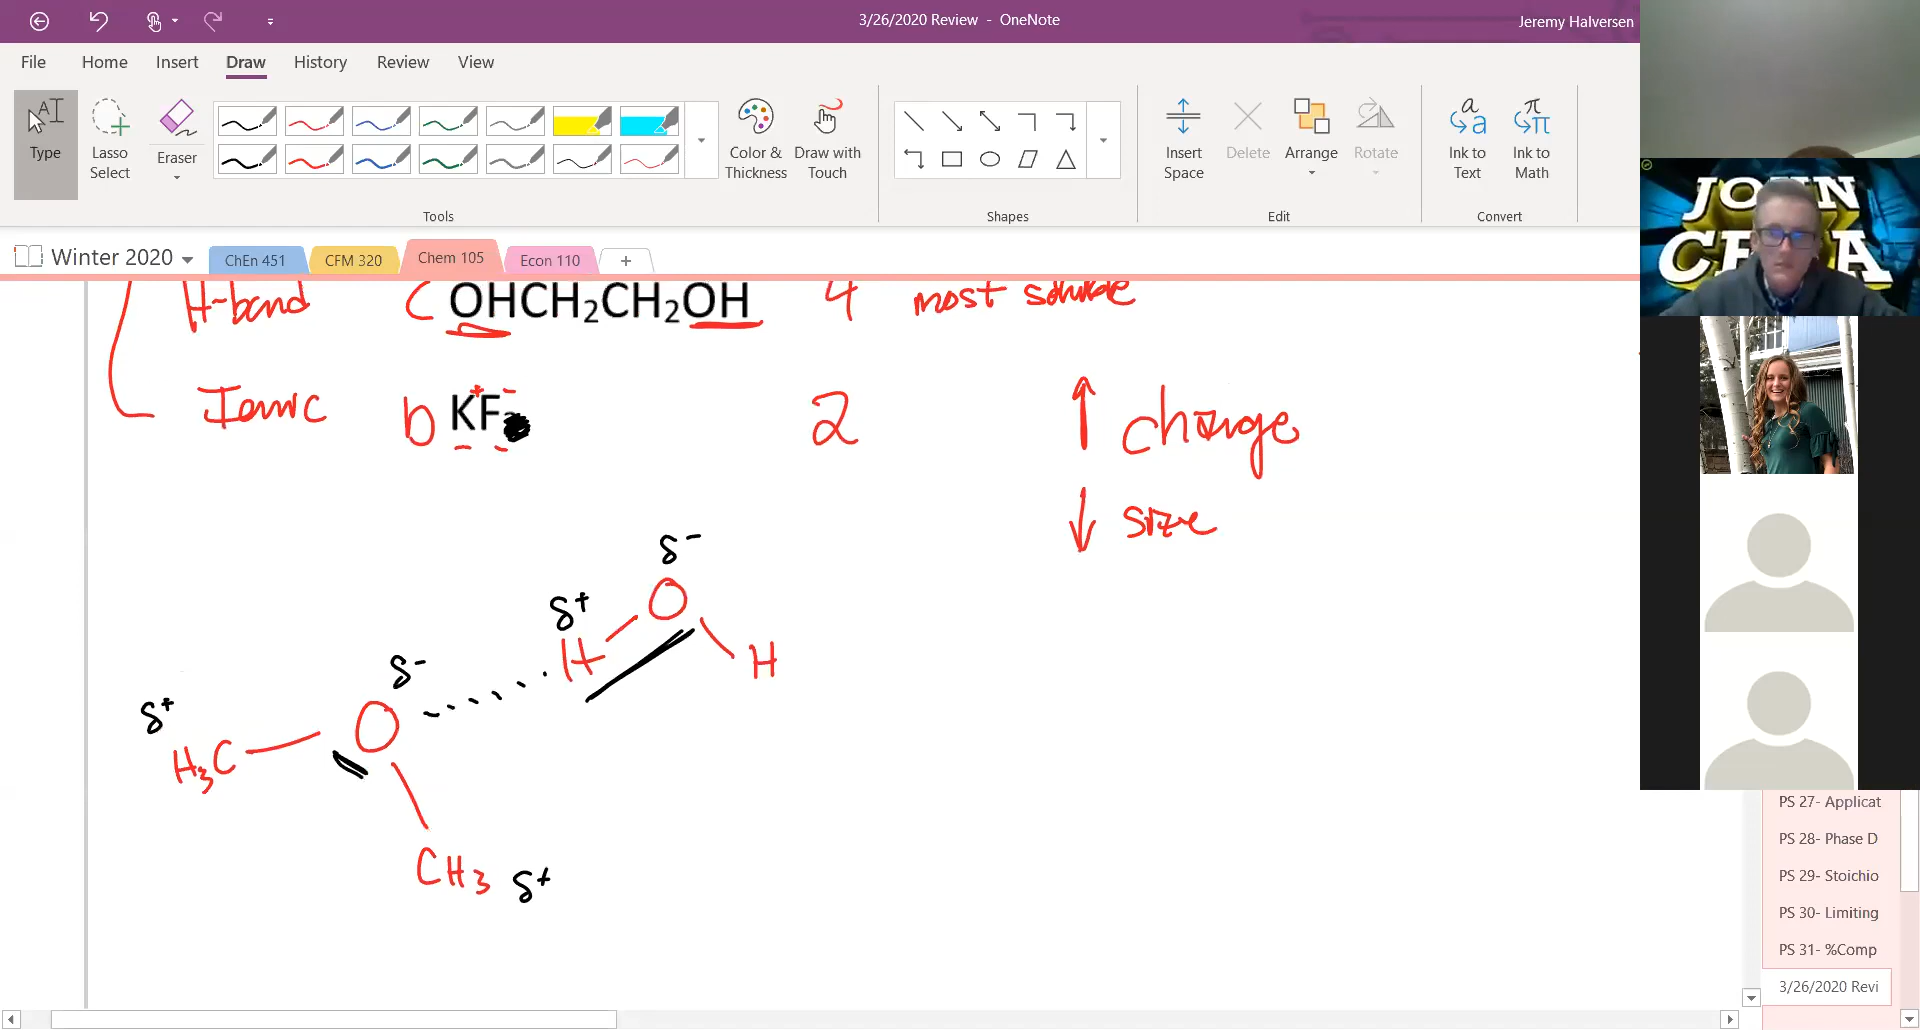 3/26/2020 Review - OneNote
Jeremy Halversen
File Home Insert Draw History Review View
Type
Lasso Select
Eraser
Color & Thickness
Draw with Touch
Insert Space
Delete
Arrange
Rotate
Ink to Text
Ink to Math
Tools
Shapes
Edit
Convert
Winter 2020
ChEn 451
CFM 320
Chem 105
Econ 110
+
JOHN
H-bond C OHCH₂CH₂OH 4 most soluble
Ionic b K⁺F⁻ 2 ↑ charge
↓ size
δ-
δ+ O
H H
δ-
δ+ O
H₃C
CH₃ δ+
PS 27- Applicat
PS 28- Phase D
PS 29- Stoichio
PS 30- Limiting
PS 31- %Comp
3/26/2020 Revi